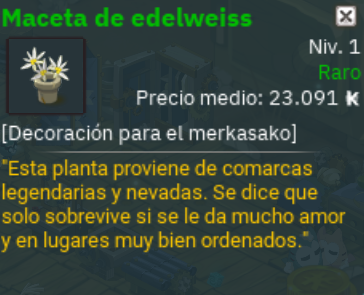 Maceta de edelweiss
Niv. 1
Raro
Precio medio: 23.091 K
[Decoración para el merkasako]
"Esta planta proviene de comarcas
legendarias y nevadas. Se dice que
solo sobrevive si se le da mucho amor
y en lugares muy bien ordenados."